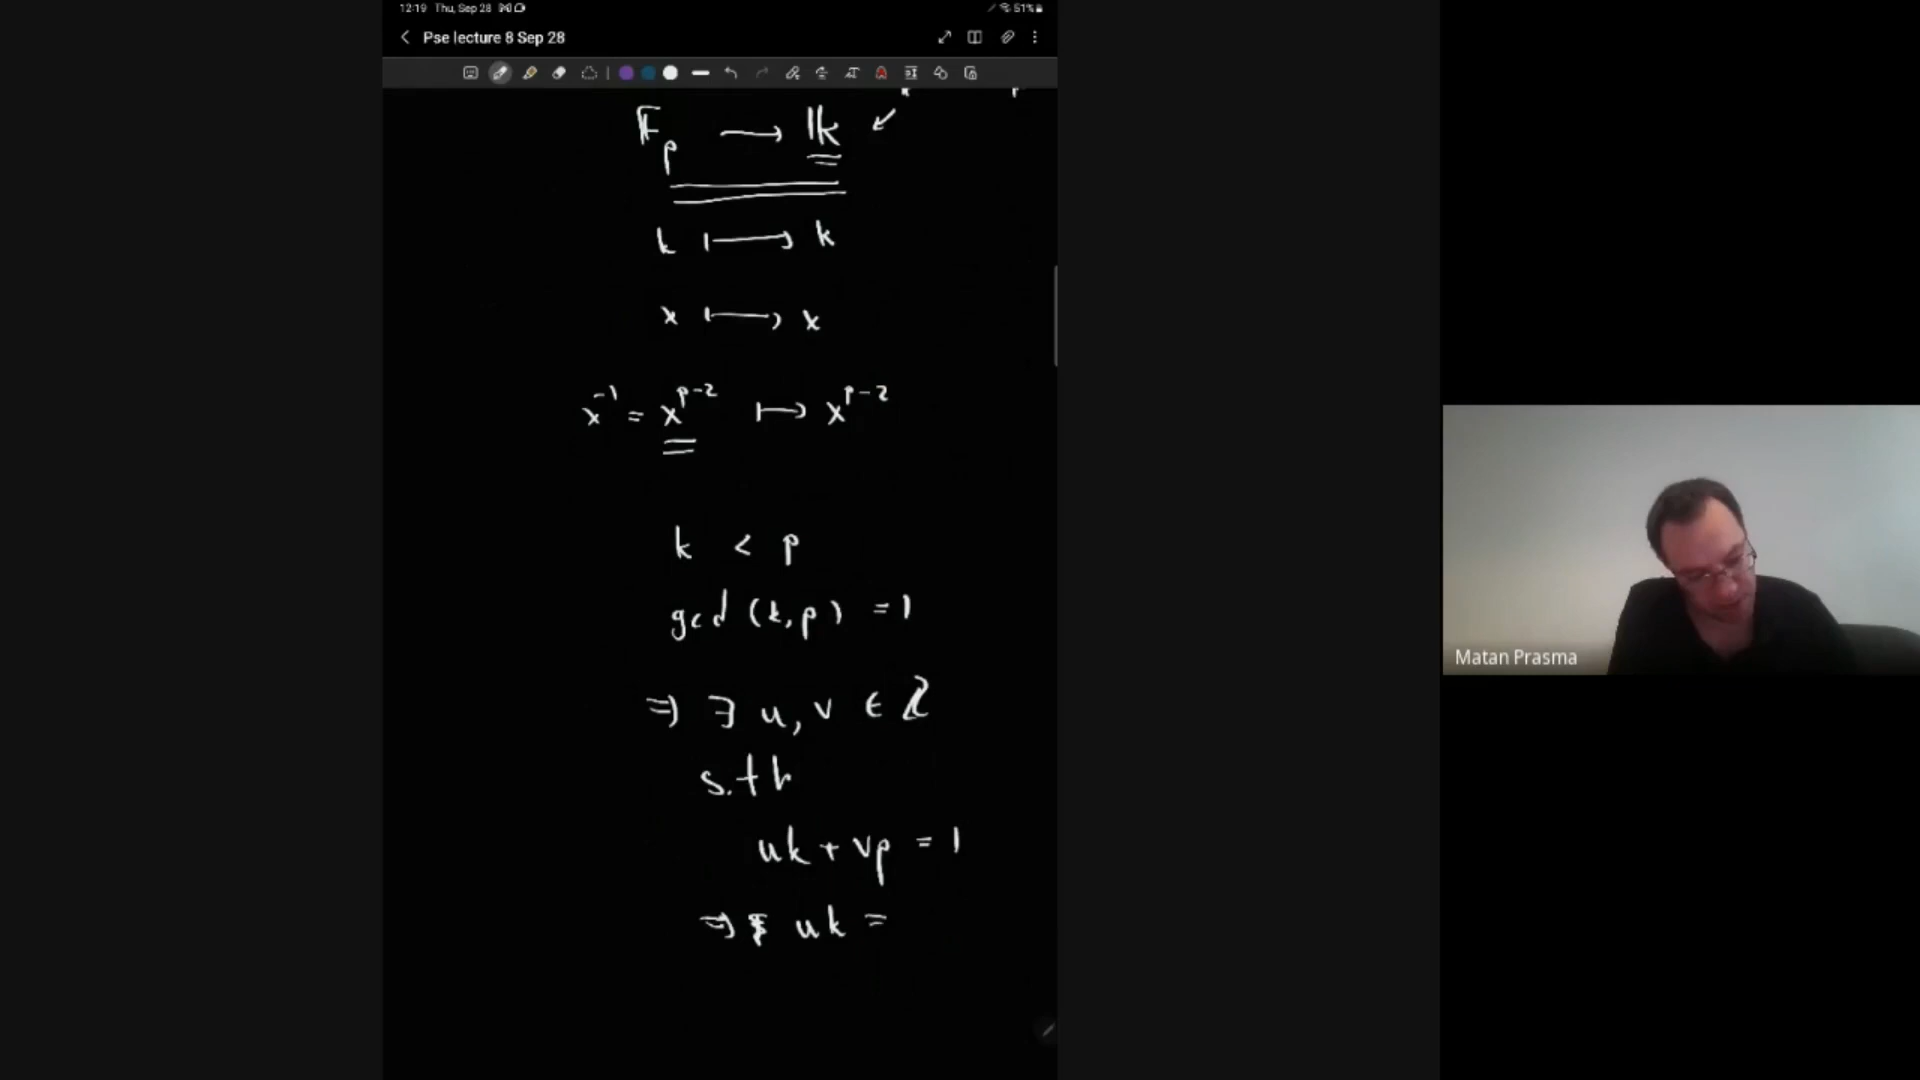 12:19 Thu, Sep 28 51%
Pse lecture 8 Sep 28
𝔽_p ⟶ 𝕜 ↙
k ⟼ k
x ⟼ x
x⁻¹ = x^{p-2} ⟼ x^{p-2}
k < p
gcd (k, p) = 1
⇒ ∃ u, v ∈ ℤ
s.th
uk + vp = 1
⇒ uk =
Matan Prasma